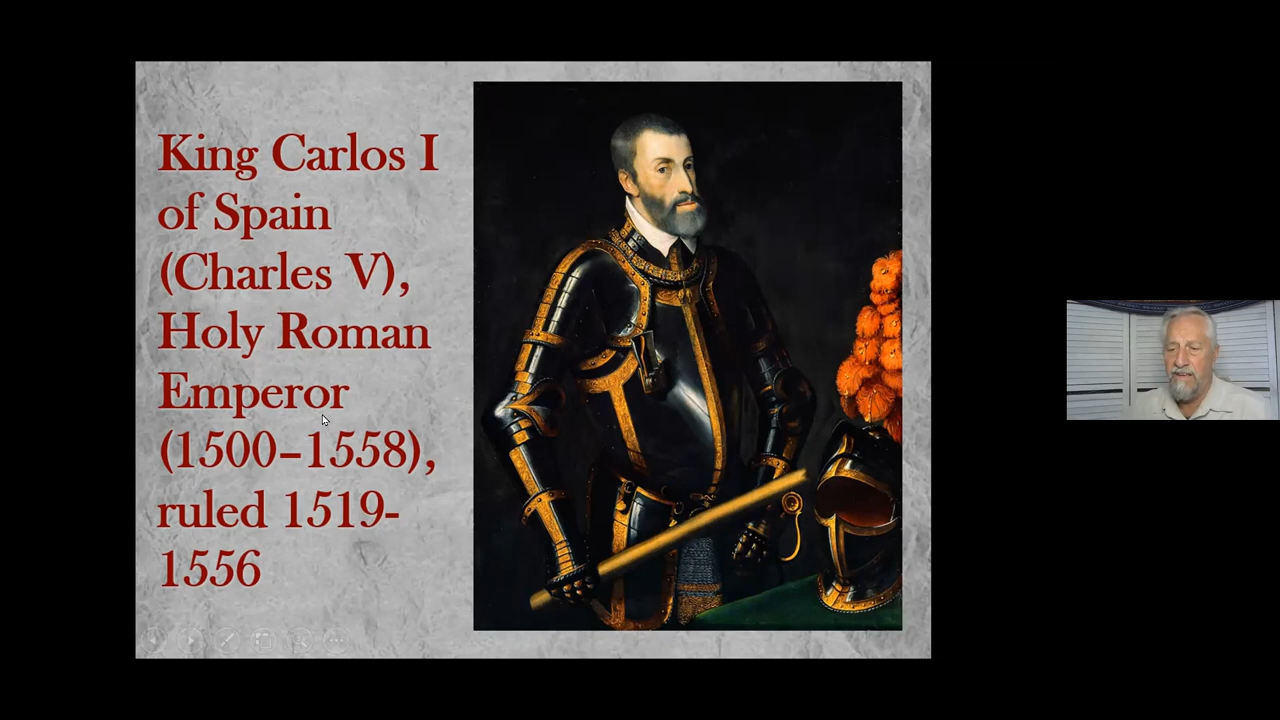 King Carlos I
of Spain
(Charles V),
Holy Roman
Emperor
(1500–1558),
ruled 1519-
1556